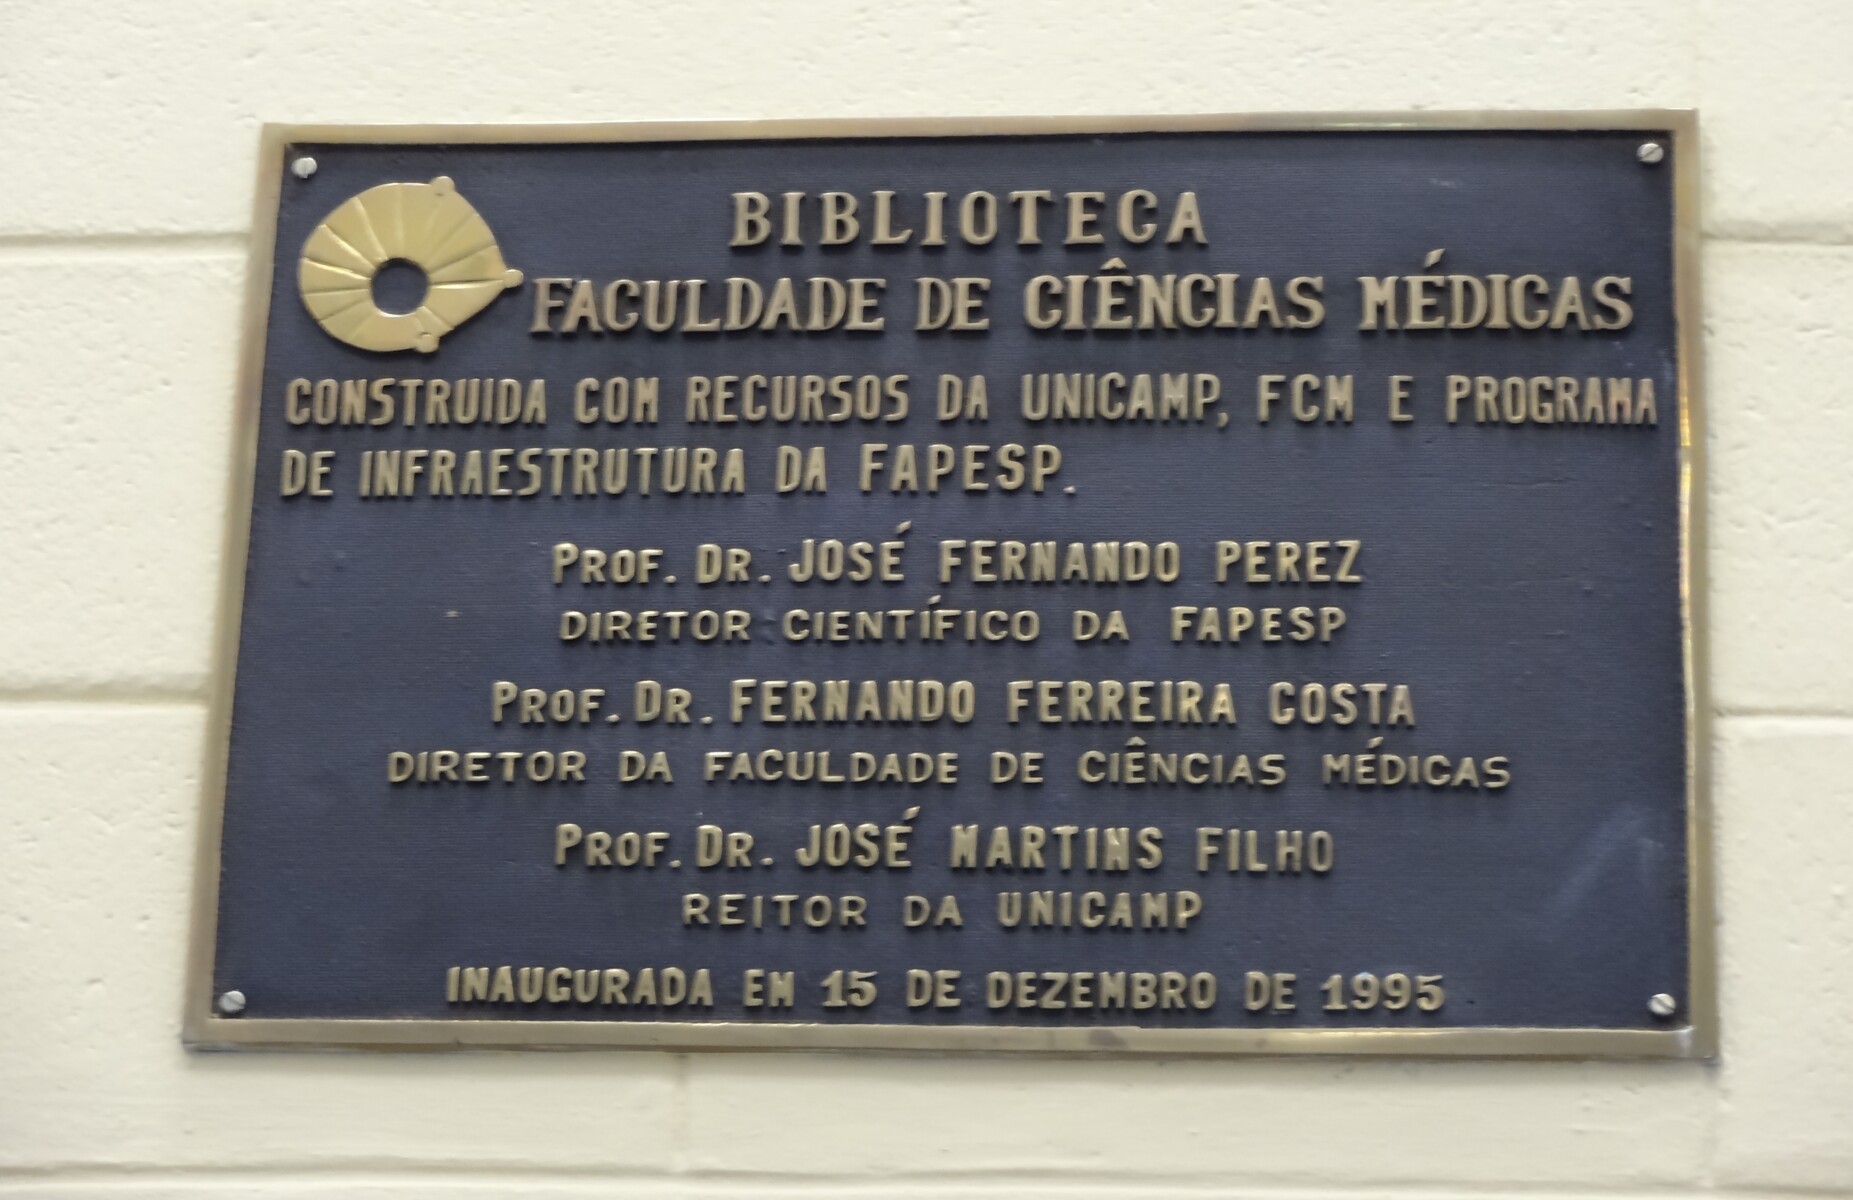 BIBLIOTECA
FACULDADE DE CIÊNCIAS MÉDICAS
CONSTRUIDA COM RECURSOS DA UNICAMP, FCM E PROGRAMA
DE INFRAESTRUTURA DA FAPESP.
PROF. DR. JOSÉ FERNANDO PEREZ
DIRETOR CIENTÍFICO DA FAPESP
PROF. DR. FERNANDO FERREIRA COSTA
DIRETOR DA FACULDADE DE CIÊNCIAS MÉDICAS
PROF. DR. JOSÉ MARTINS FILHO
REITOR DA UNICAMP
INAUGURADA EM 15 DE DEZEMBRO DE 1995